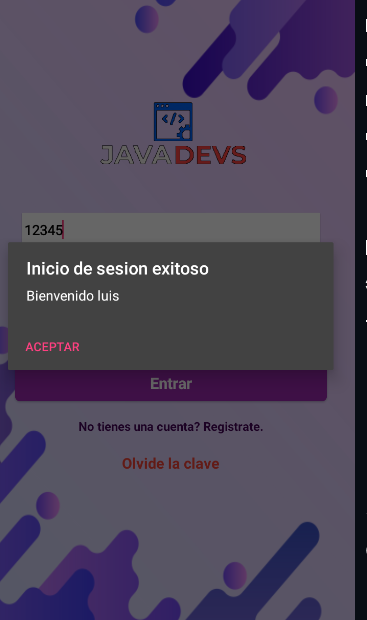 </>
JAVADEVS
12345
Inicio de sesion exitoso
Bienvenido luis
ACEPTAR
Entrar
No tienes una cuenta? Registrate.
Olvide la clave